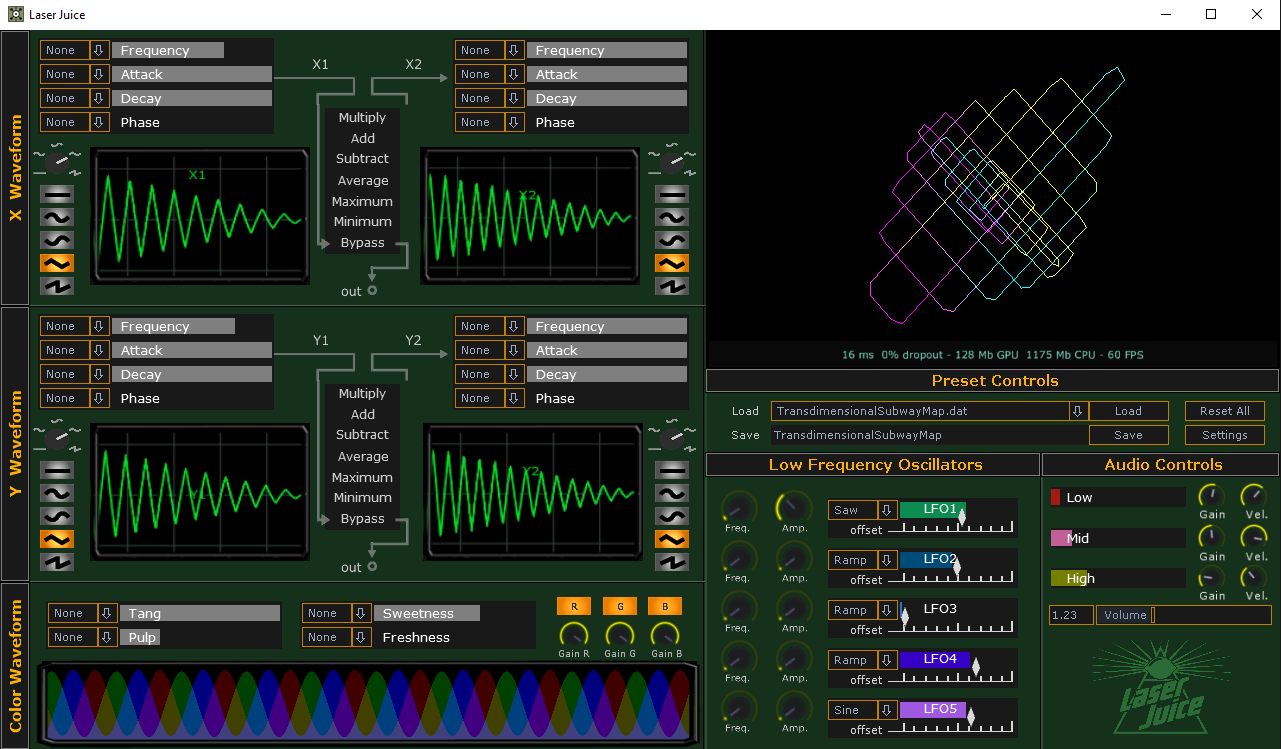 Laser Juice
X Waveform
None Frequency
None Attack
None Decay
None Phase
X1 X2
None Frequency
None Attack
None Decay
None Phase
Multiply
Add
Subtract
Average
Maximum
Minimum
Bypass
out
X1
X2
Y Waveform
None Frequency
None Attack
None Decay
None Phase
Y1 Y2
None Frequency
None Attack
None Decay
None Phase
Multiply
Add
Subtract
Average
Maximum
Minimum
Bypass
out
Y1
Y2
Color Waveform
None Tang
None Pulp
None Sweetness
None Freshness
R G B
Gain R Gain G Gain B
16 ms 0% dropout - 128 Mb GPU 1175 Mb CPU - 60 FPS
Preset Controls
Load TransdimensionalSubwayMap.dat Load Reset All
Save TransdimensionalSubwayMap Save Settings
Low Frequency Oscillators
Freq. Amp. Saw LFO1
offset
Freq. Amp. Ramp LFO2
offset
Freq. Amp. Ramp LFO3
offset
Freq. Amp. Ramp LFO4
offset
Freq. Amp. Sine LFO5
offset
Audio Controls
Low Gain Vel.
Mid Gain Vel.
High Gain Vel.
1.23 Volume
Laser
Juice